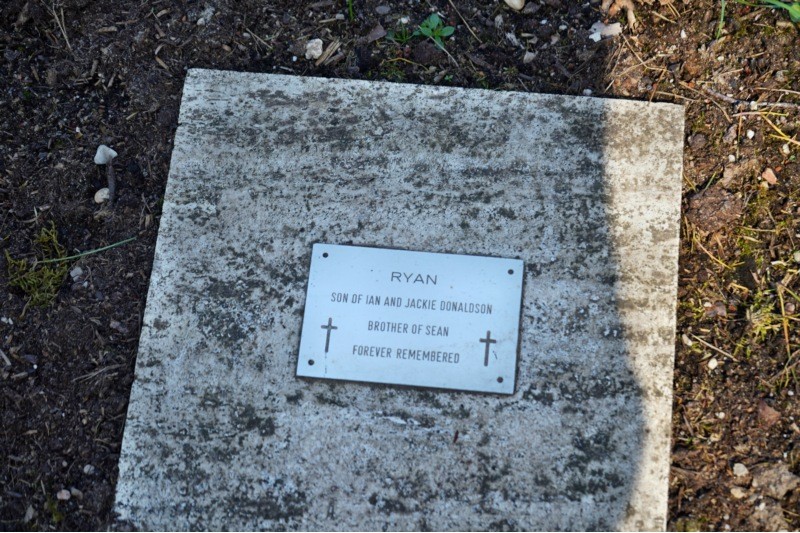 RYAN
SON OF IAN AND JACKIE DONALDSON
BROTHER OF SEAN
FOREVER REMEMBERED